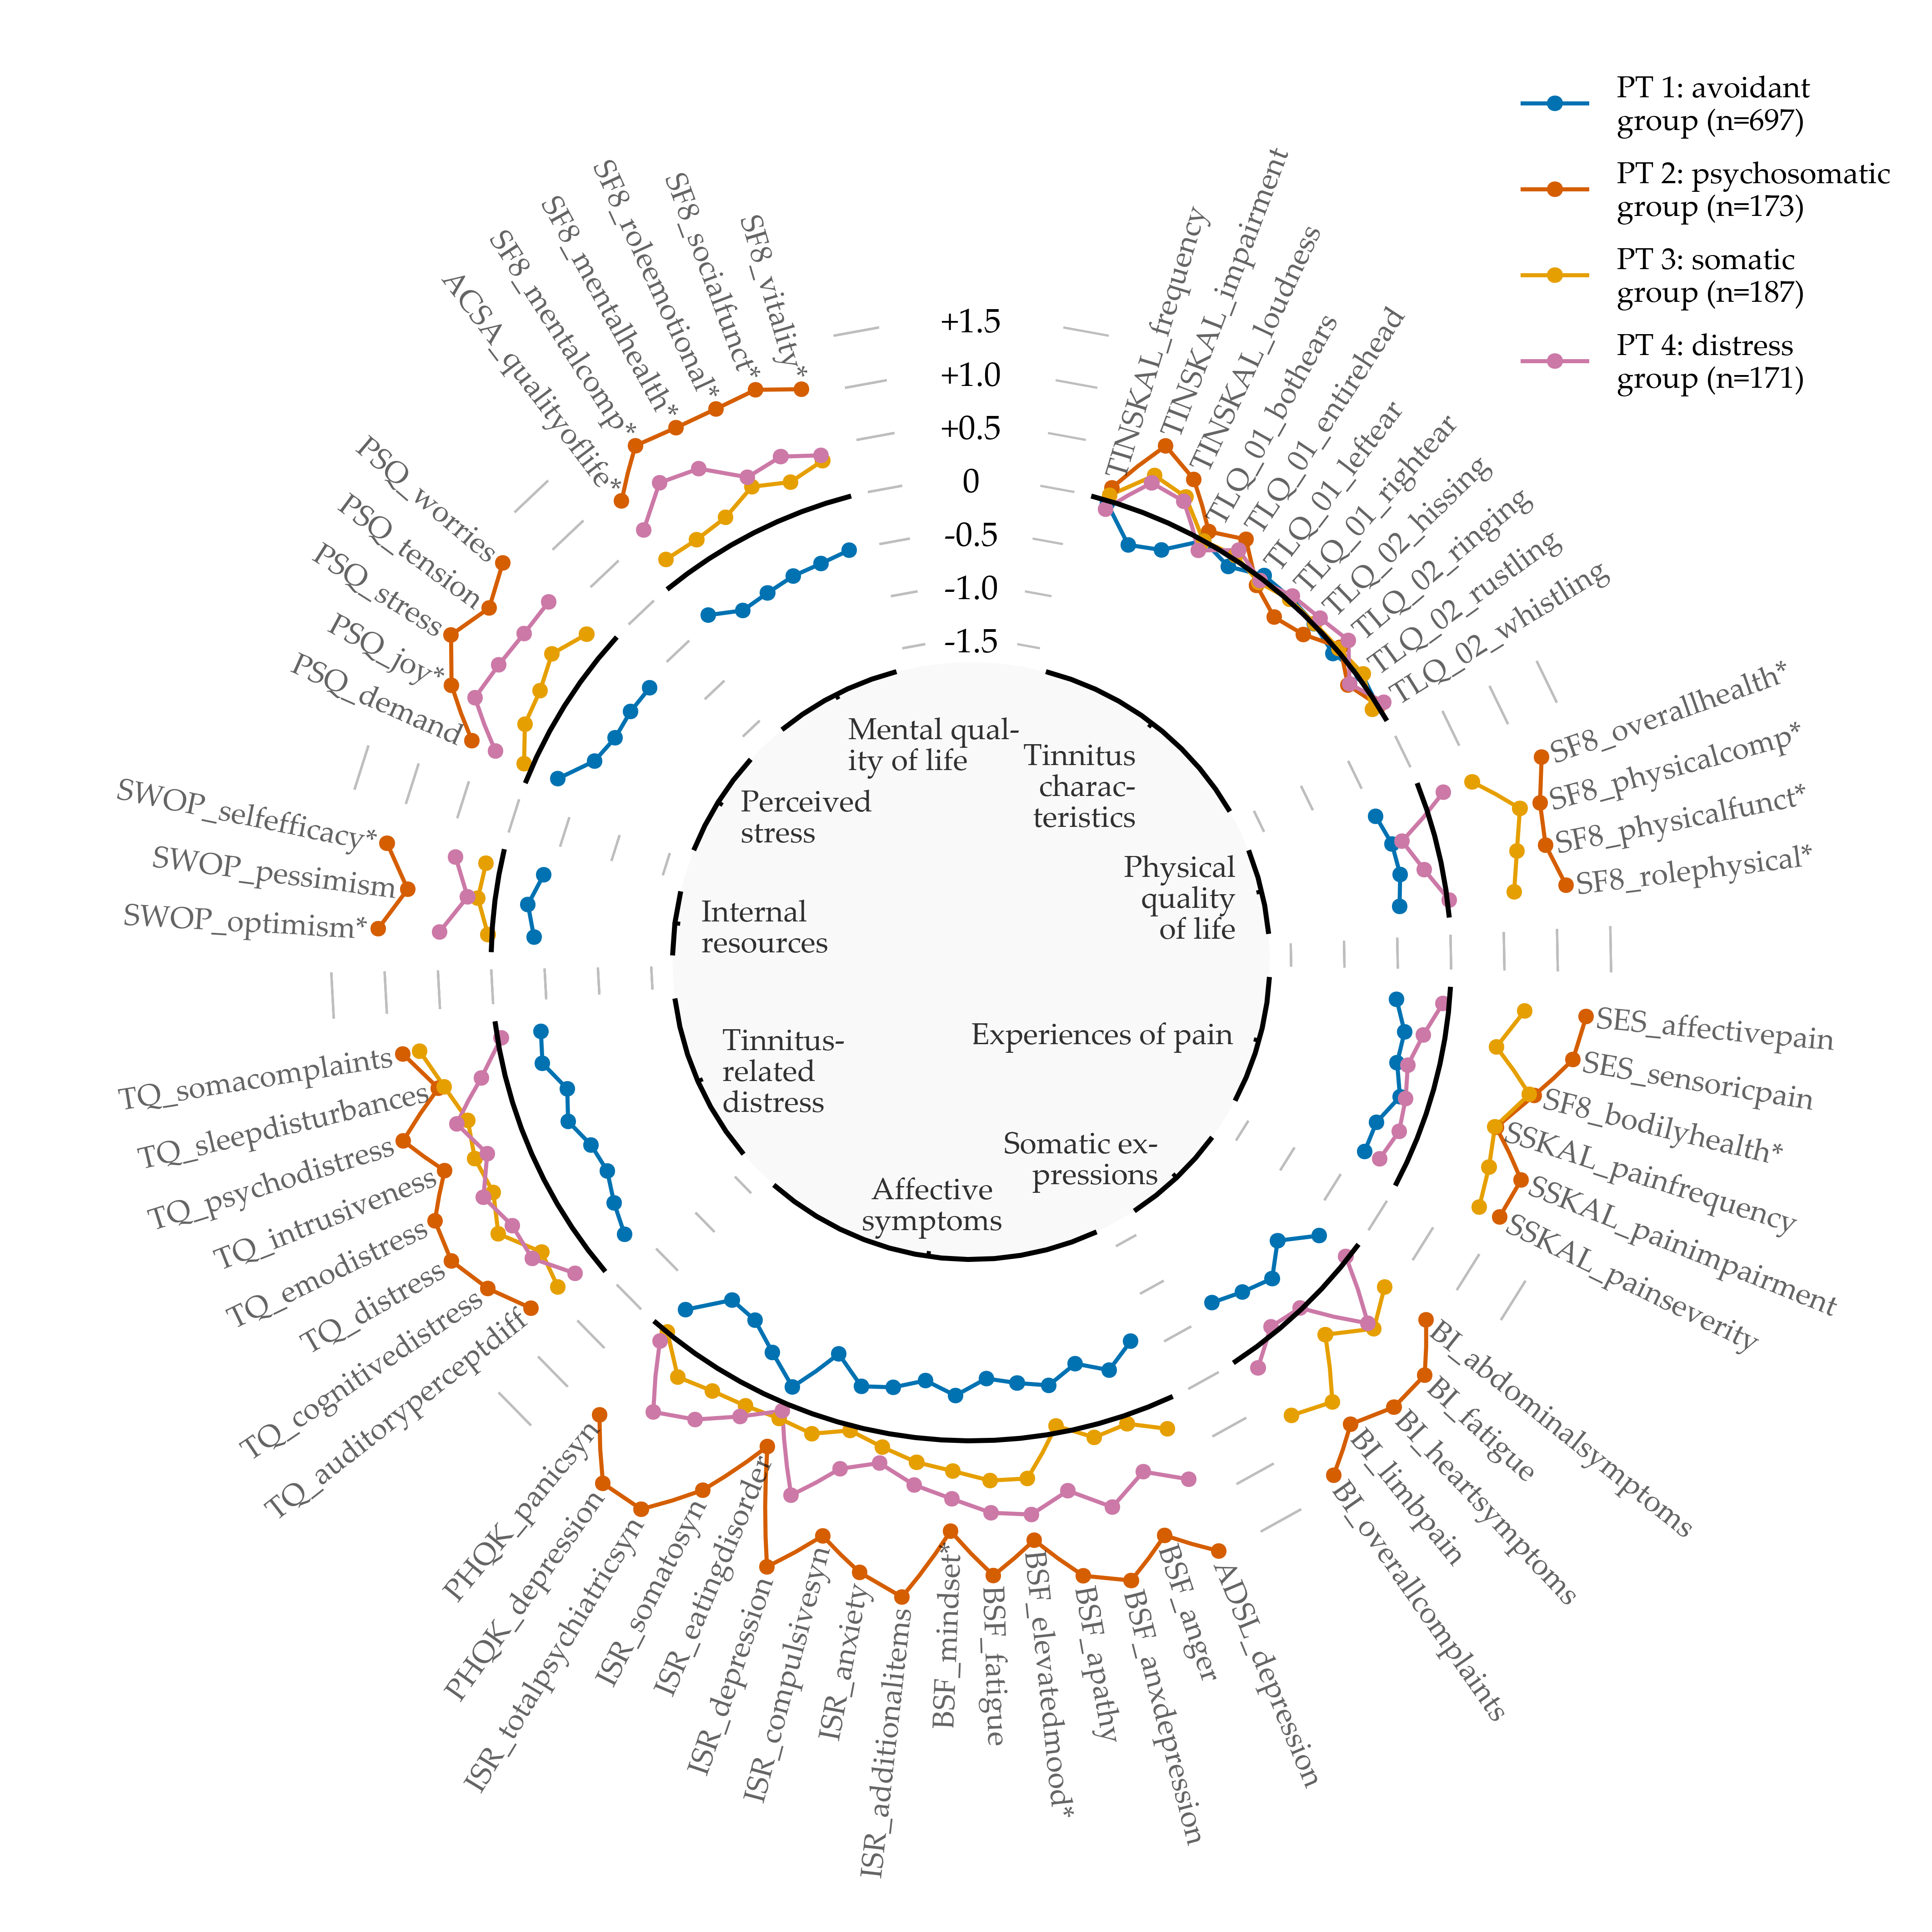 PT 1: avoidant
group (n=697)
PT 2: psychosomatic
group (n=173)
PT 3: somatic
group (n=187)
PT 4: distress
group (n=171)
+1.5
+1.0
+0.5
0
-0.5
-1.0
-1.5
TINSKAL_frequency
TINSKAL_impairment
TINSKAL_loudness
TLQ_01_bothears
TLQ_01_entirehead
TLQ_01_leftear
TLQ_01_rightear
TLQ_02_hissing
TLQ_02_ringing
TLQ_02_rustling
TLQ_02_whistling
SF8_overallhealth*
SF8_physicalcomp*
SF8_physicalfunct*
SF8_rolephysical*
SES_affectivepain
SES_sensoricpain
SF8_bodilyhealth*
SSKAL_painfrequency
SSKAL_painimpairment
SSKAL_painseverity
BI_abdominalsymptoms
BI_fatigue
BI_heartsymptoms
BI_limbpain
BI_overallcomplaints
ADSL_depression
BSF_anger
BSF_anxdepression
BSF_apathy
BSF_elevatedmood*
BSF_fatigue
BSF_mindset*
ISR_additionalitems
ISR_anxiety
ISR_compulsivesyn
ISR_depression
ISR_eatingdisorder
ISR_somatosyn
ISR_totalpsychiatricsyn
PHQK_depression
PHQK_panicsyn
TQ_auditoryperceptdiff
TQ_cognitivedistress
TQ_distress
TQ_emodistress
TQ_intrusiveness
TQ_psychodistress
TQ_sleepdisturbances
TQ_somacomplaints
SWOP_optimism*
SWOP_pessimism
SWOP_selfefficacy*
PSQ_demand
PSQ_joy*
PSQ_stress
PSQ_tension
PSQ_worries
ACSA_qualityoflife*
SF8_mentalcomp*
SF8_mentalhealth*
SF8_roleemotional*
SF8_socialfunct*
SF8_vitality*
Mental qual-
ity of life
Tinnitus
charac-
teristics
Perceived
stress
Physical
quality
of life
Internal
resources
Experiences of pain
Tinnitus-
related
distress
Somatic ex-
pressions
Affective
symptoms